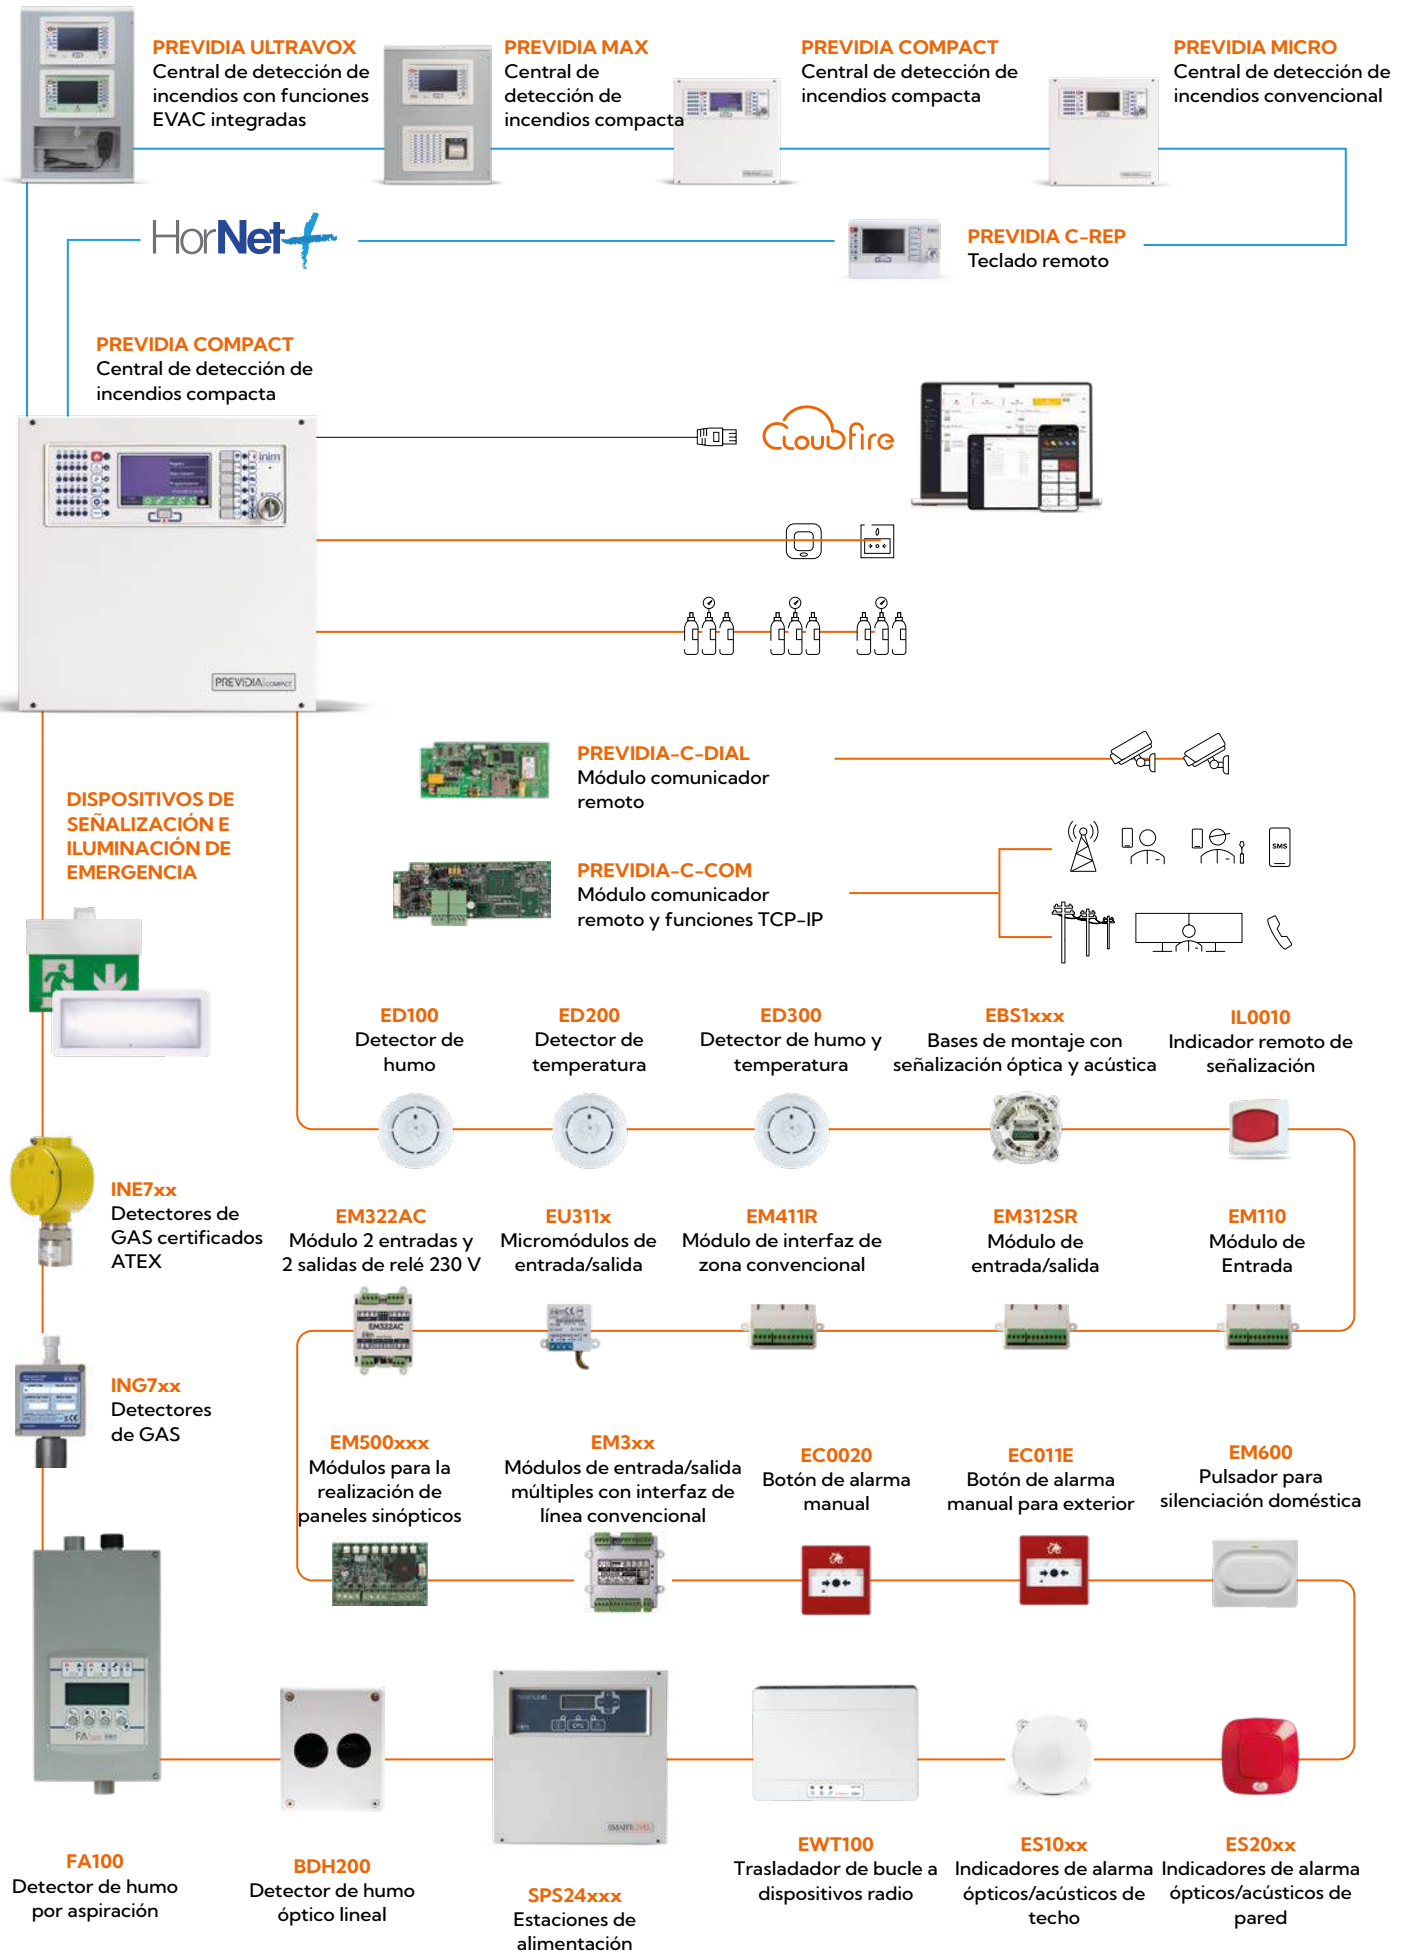 PREVIDIA ULTRAVOX
Central de detección de
incendios con funciones
EVAC integradas
PREVIDIA MAX
Central de
detección de
incendios compacta
PREVIDIA COMPACT
Central de detección de
incendios compacta
PREVIDIA MICRO
Central de detección de
incendios convencional
HorNet+
PREVIDIA C-REP
Teclado remoto
PREVIDIA COMPACT
Central de detección de
incendios compacta
inim
CLOUDfire
PREVIDIA COMPACT
PREVIDIA-C-DIAL
Módulo comunicador
remoto
DISPOSITIVOS DE
SEÑALIZACIÓN E
ILUMINACIÓN DE
EMERGENCIA
SMS
PREVIDIA-C-COM
Módulo comunicador
remoto y funciones TCP-IP
ED100
Detector de
humo
ED200
Detector de
temperatura
ED300
Detector de humo y
temperatura
EBS1xxx
Bases de montaje con
señalización óptica y acústica
IL0010
Indicador remoto de
señalización
INE7xx
Detectores de
GAS certificados
ATEX
EM322AC
Módulo 2 entradas y
2 salidas de relé 230 V
EU311x
Micromódulos de
entrada/salida
EM411R
Módulo de interfaz de
zona convencional
EM312SR
Módulo de
entrada/salida
EM110
Módulo de
Entrada
EM322AC
inim
ING7xx
Detectores
de GAS
EM500xxx
Módulos para la
realización de
paneles sinópticos
EM3xx
Módulos de entrada/salida
múltiples con interfaz de
línea convencional
EC0020
Botón de alarma
manual
EC011E
Botón de alarma
manual para exterior
EM600
Pulsador para
silenciación doméstica
SMARTLEVEL
FA100
Detector de humo
por aspiración
BDH200
Detector de humo
óptico lineal
SPS24xxx
Estaciones de
alimentación
EWT100
Trasladador de bucle a
dispositivos radio
ES10xx
Indicadores de alarma
ópticos/acústicos de
techo
ES20xx
Indicadores de alarma
ópticos/acústicos de
pared